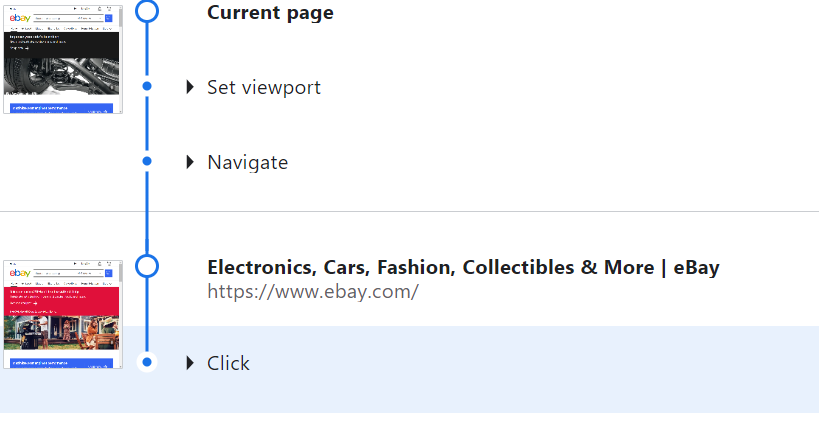 ebay
Current page
Set viewport
Navigate
ebay
Electronics, Cars, Fashion, Collectibles & More | eBay
https://www.ebay.com/
Click